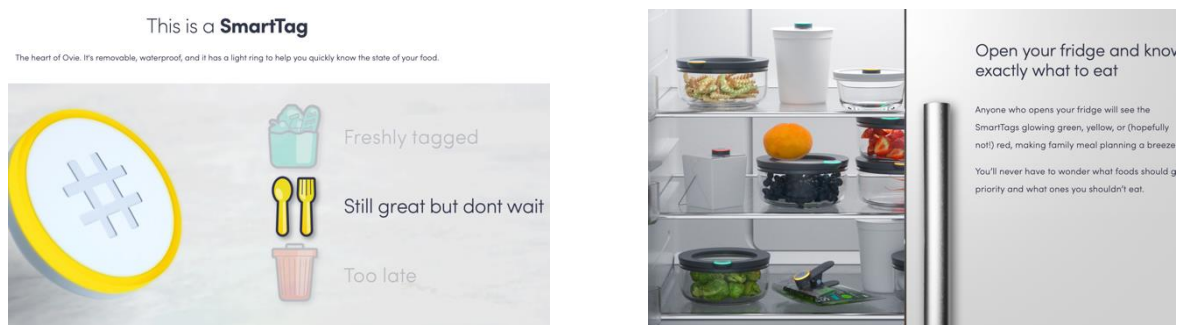 This is a SmartTag
The heart of Ovie. It's removable, waterproof, and it has a light ring to help you quickly know the state of your food.
#
Freshly tagged
Still great but dont wait
Too late
Open your fridge and know
exactly what to eat
Anyone who opens your fridge will see the
SmartTags glowing green, yellow, or (hopefully
not!) red, making family meal planning a breeze
You'll never have to wonder what foods should g
priority and what ones you shouldn't eat.